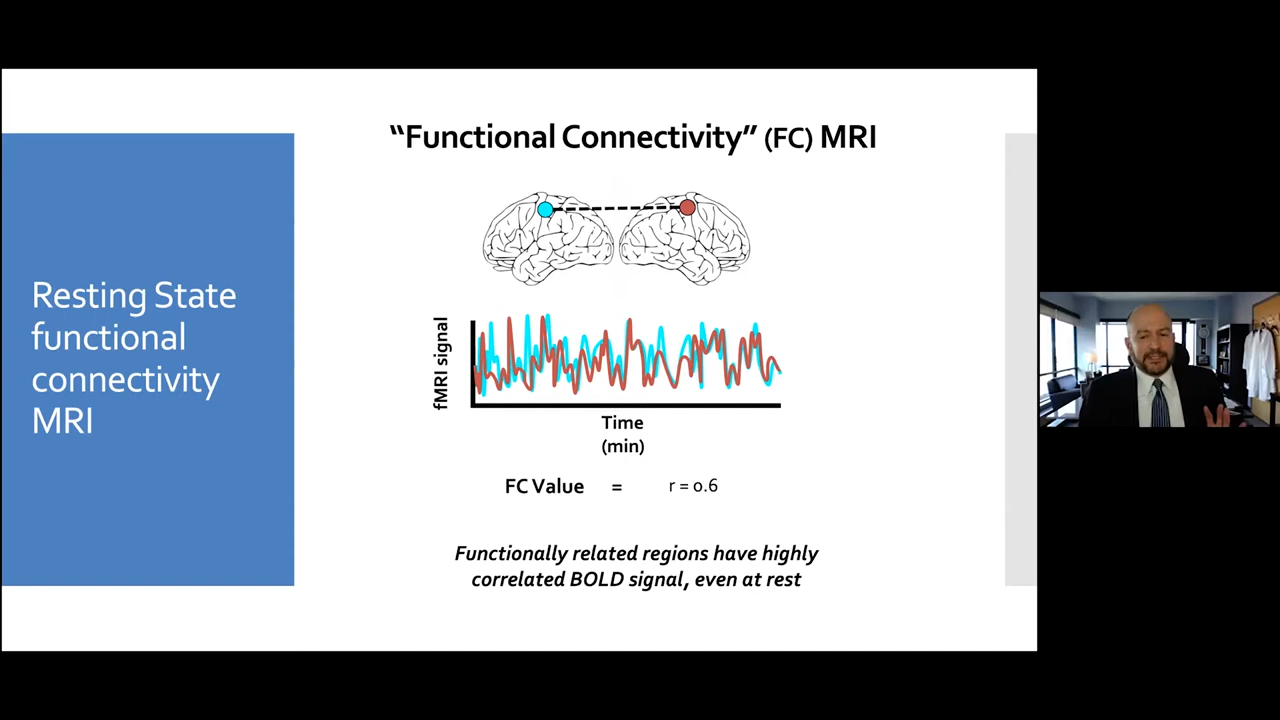 "Functional Connectivity" (FC) MRI
Resting State
functional
connectivity
MRI
fMRI signal
Time
(min)
FC Value = r = 0.6
Functionally related regions have highly
correlated BOLD signal, even at rest